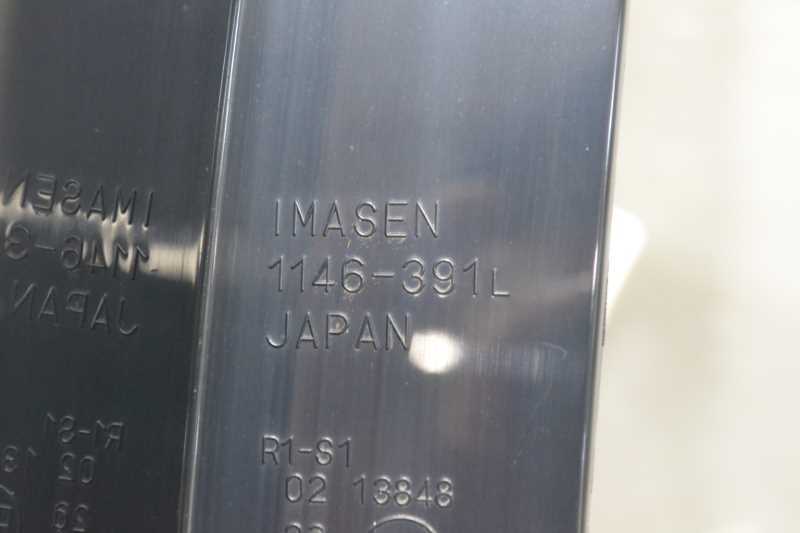 IMASEN
1146-391L
JAPAN
R1-S1
02 13848